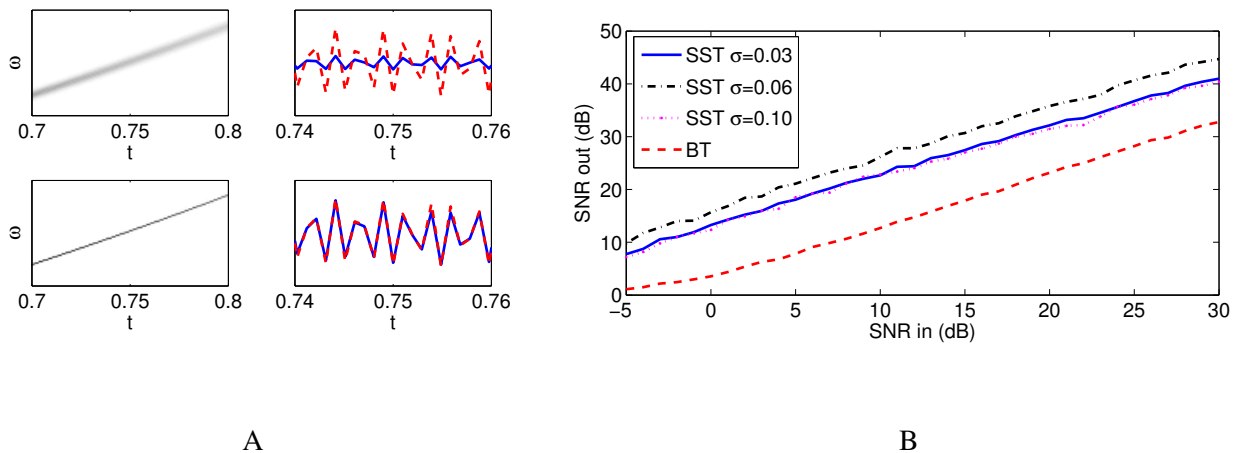 ω
0.7 0.75 0.8
t
0.74 0.75 0.76
ω
0.7 0.75 0.8
t
0.74 0.75 0.76
A
SNR out (dB)
50
40
30
20
10
0
SST σ=0.03
SST σ=0.06
SST σ=0.10
BT
−5 0 5 10 15 20 25 30
SNR in (dB)
B